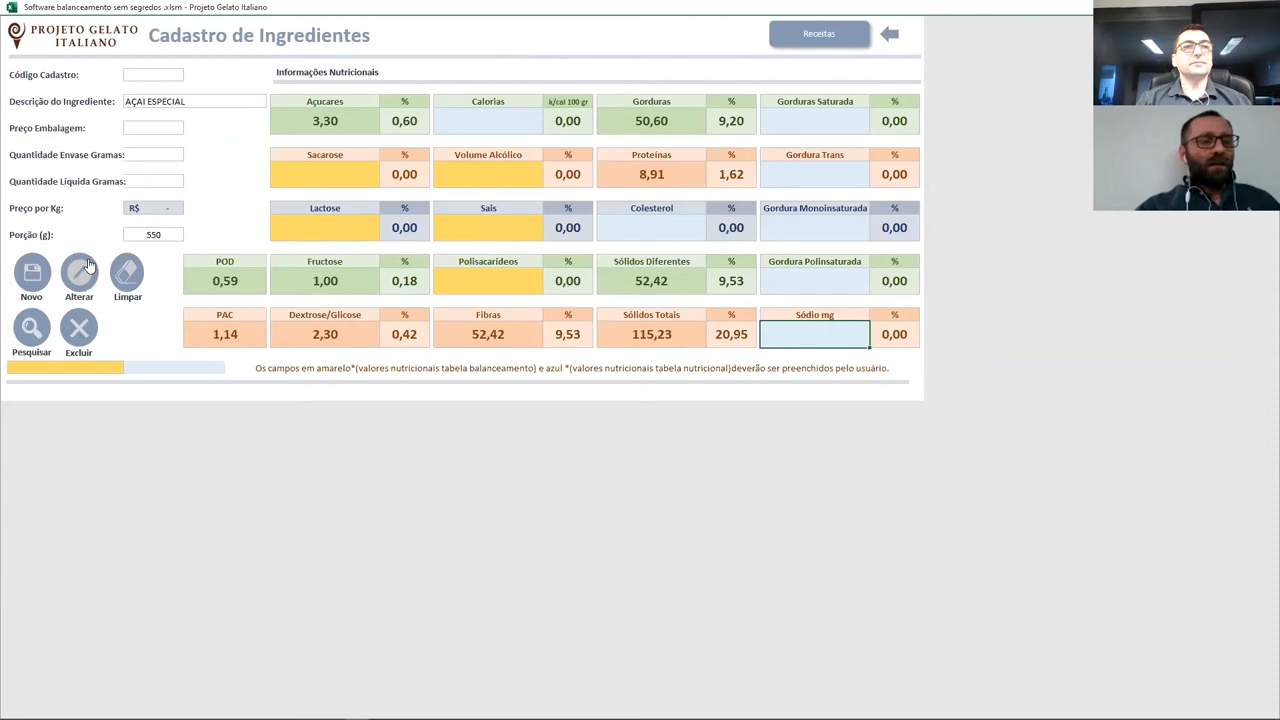 Software balanceamento sem segredos .xlsm - Projeto Gelato Italiano
PROJETO GELATO
ITALIANO
Cadastro de Ingredientes
Receitas
Código Cadastro:
Informações Nutricionais
Descrição do Ingrediente: AÇAI ESPECIAL
Açucares % Calorias k/cal 100 gr Gorduras % Gorduras Saturada %
3,30 0,60 0,00 50,60 9,20 0,00
Preço Embalagem:
Quantidade Envase Gramas:
Sacarose % Volume Alcólico % Proteínas % Gordura Trans %
0,00 0,00 8,91 1,62 0,00
Quantidade Líquida Gramas:
Preço por Kg: R$ -
Lactose % Sais % Colesterol % Gordura Monoinsaturada %
0,00 0,00 0,00 0,00
Porção (g): 550
POD Fructose % Polisacarídeos % Sólidos Diferentes % Gordura Polinsaturada %
0,59 1,00 0,18 0,00 52,42 9,53 0,00
Novo Alterar Limpar
PAC Dextrose/Glicose % Fibras % Sólidos Totais % Sódio mg %
1,14 2,30 0,42 52,42 9,53 115,23 20,95 0,00
Pesquisar Excluir
Os campos em amarelo*(valores nutricionais tabela balanceamento) e azul *(valores nutricionais tabela nutricional)deverão ser preenchidos pelo usuário.